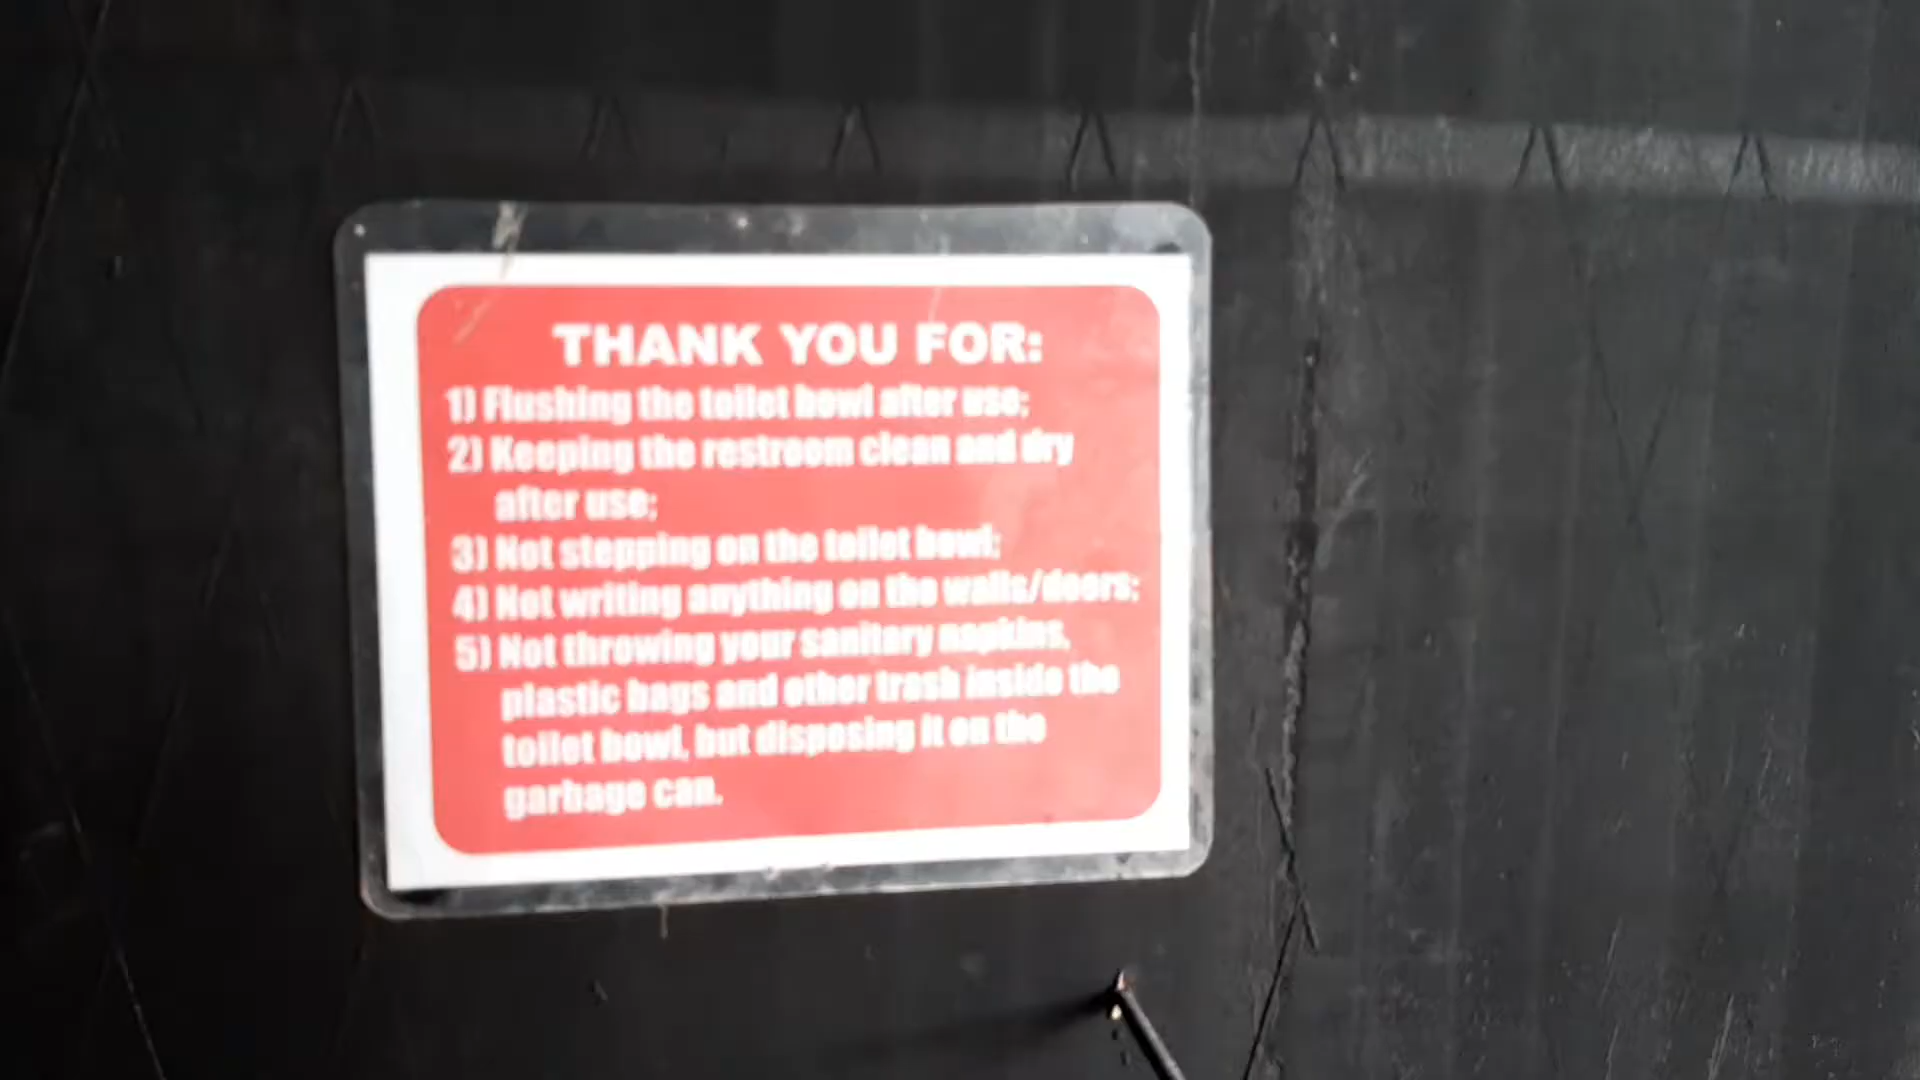 THANK YOU FOR:
1) Flushing the toilet bowl after use;
2) Keeping the restroom clean and dry
after use;
3) Not stepping on the toilet bowl;
4) Not writing anything on the walls/doors;
5) Not throwing your sanitary napkins,
plastic bags and other trash inside the
toilet bowl, but disposing it on the
garbage can.